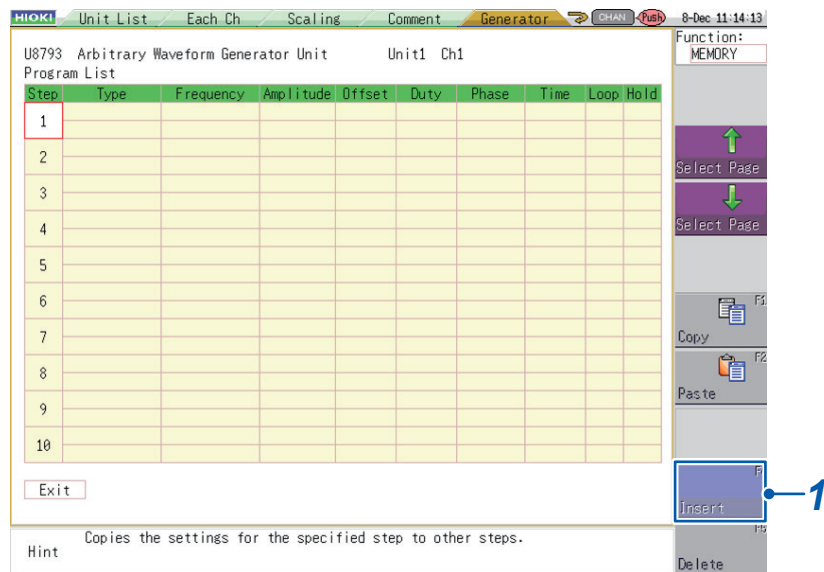 HIOKI Unit List Each Ch Scaling Comment Generator CHAN Push 8-Dec 11:14:13
Function:
MEMORY
U8793 Arbitrary Waveform Generator Unit Unit1 Ch1
Program List
Step Type Frequency Amplitude Offset Duty Phase Time Loop Hold
1
2
3
4
5
6
7
8
9
10
Exit
Select Page
Select Page
F1
Copy
F2
Paste
Insert
1
Delete
Hint Copies the settings for the specified step to other steps.